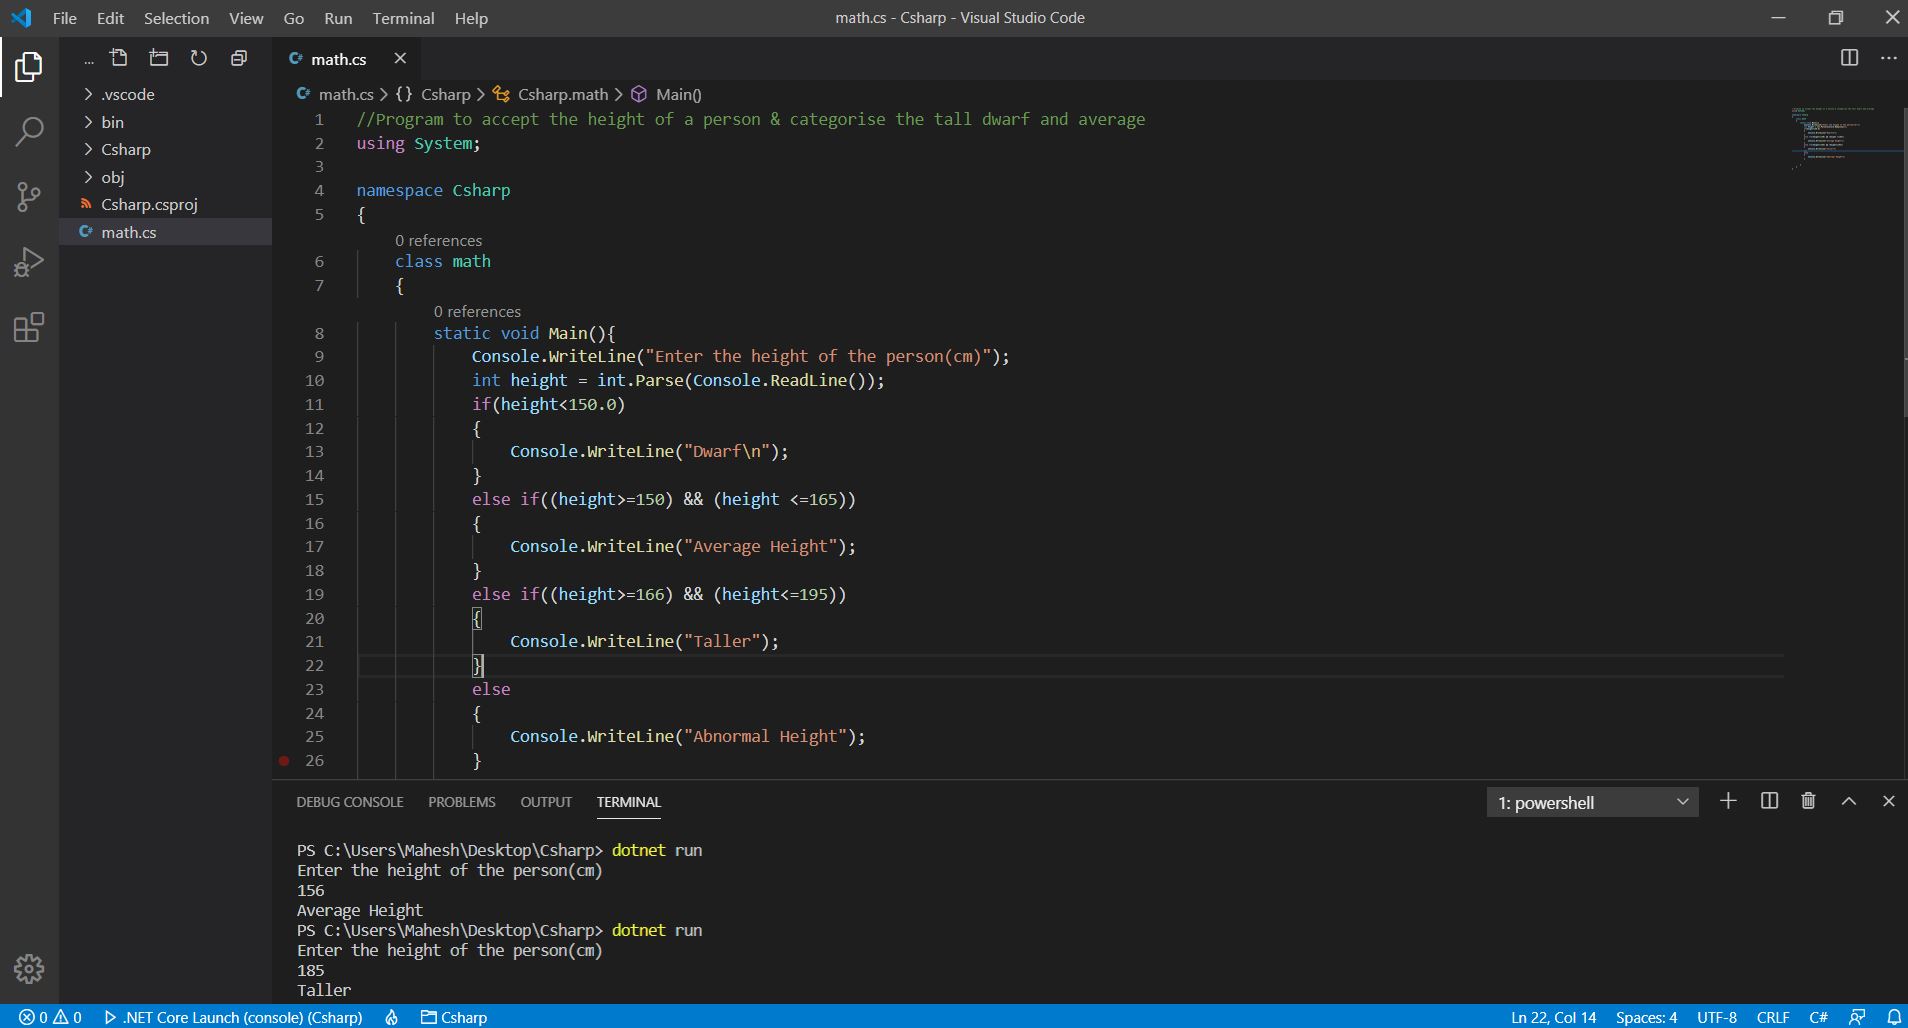 File Edit Selection View Go Run Terminal Help
math.cs - Csharp - Visual Studio Code
...
.vscode
bin
Csharp
obj
Csharp.csproj
C# math.cs
C# math.cs
C# math.cs > {} Csharp > Csharp.math > Main()
1 //Program to accept the height of a person & categorise the tall dwarf and average
2 using System;
3
4 namespace Csharp
5 {
0 references
6 class math
7 {
0 references
8 static void Main(){
9 Console.WriteLine("Enter the height of the person(cm)");
10 int height = int.Parse(Console.ReadLine());
11 if(height<150.0)
12 {
13 Console.WriteLine("Dwarf\n");
14 }
15 else if((height>=150) && (height <=165))
16 {
17 Console.WriteLine("Average Height");
18 }
19 else if((height>=166) && (height<=195))
20 {
21 Console.WriteLine("Taller");
22 }
23 else
24 {
25 Console.WriteLine("Abnormal Height");
26 }
DEBUG CONSOLE PROBLEMS OUTPUT TERMINAL
1: powershell
PS C:\Users\Mahesh\Desktop\Csharp> dotnet run
Enter the height of the person(cm)
156
Average Height
PS C:\Users\Mahesh\Desktop\Csharp> dotnet run
Enter the height of the person(cm)
185
Taller
0 0 .NET Core Launch (console) (Csharp) Csharp
Ln 22, Col 14 Spaces: 4 UTF-8 CRLF C#